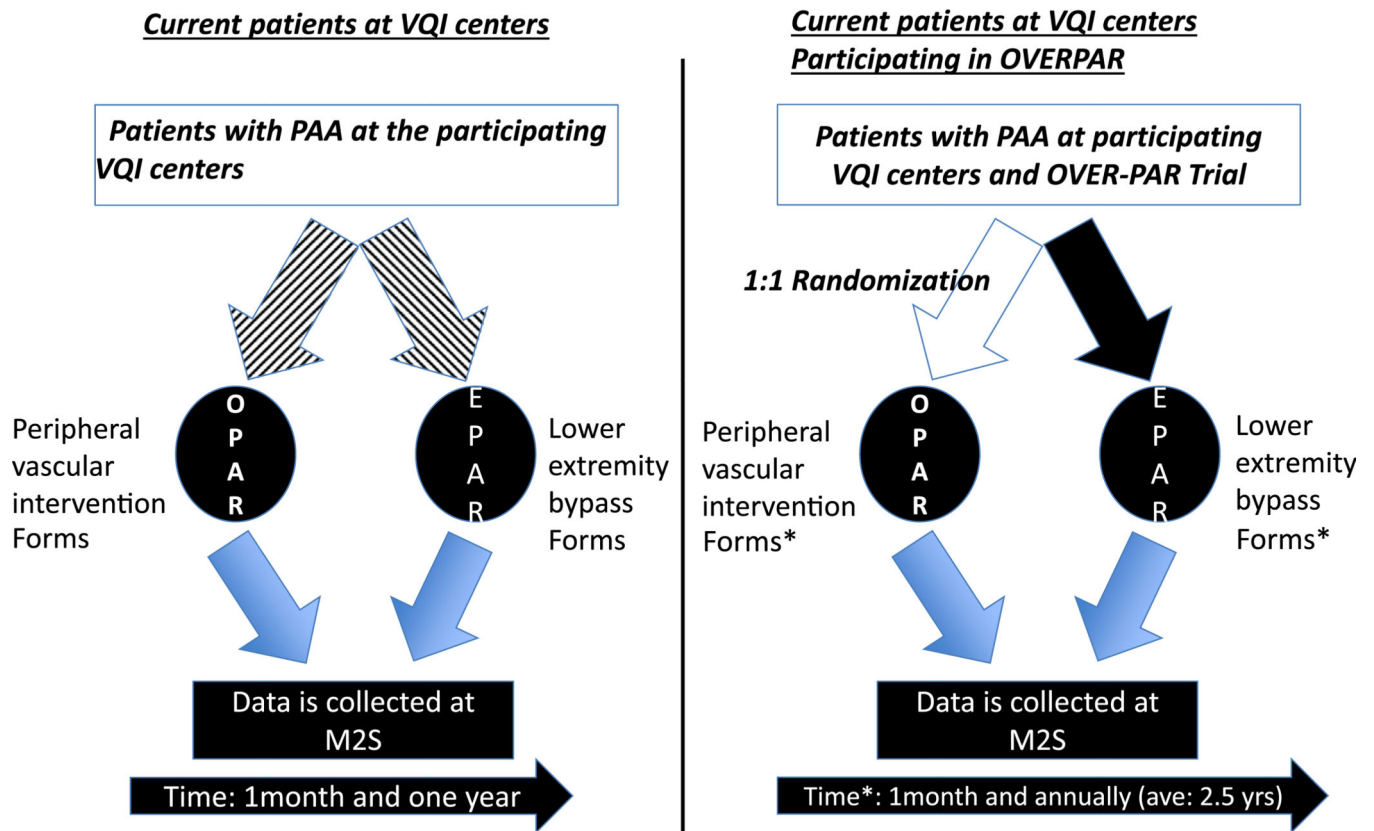 Current patients at VQI centers
Patients with PAA at the participating
VQI centers
O
P
A
R
E
P
A
R
Peripheral
vascular
intervention
Forms
Lower
extremity
bypass
Forms
Data is collected at
M2S
Time: 1month and one year
Current patients at VQI centers
Participating in OVERPAR
Patients with PAA at participating
VQI centers and OVER-PAR Trial
1:1 Randomization
O
P
A
R
E
P
A
R
Peripheral
vascular
intervention
Forms*
Lower
extremity
bypass
Forms*
Data is collected at
M2S
Time*: 1month and annually (ave: 2.5 yrs)